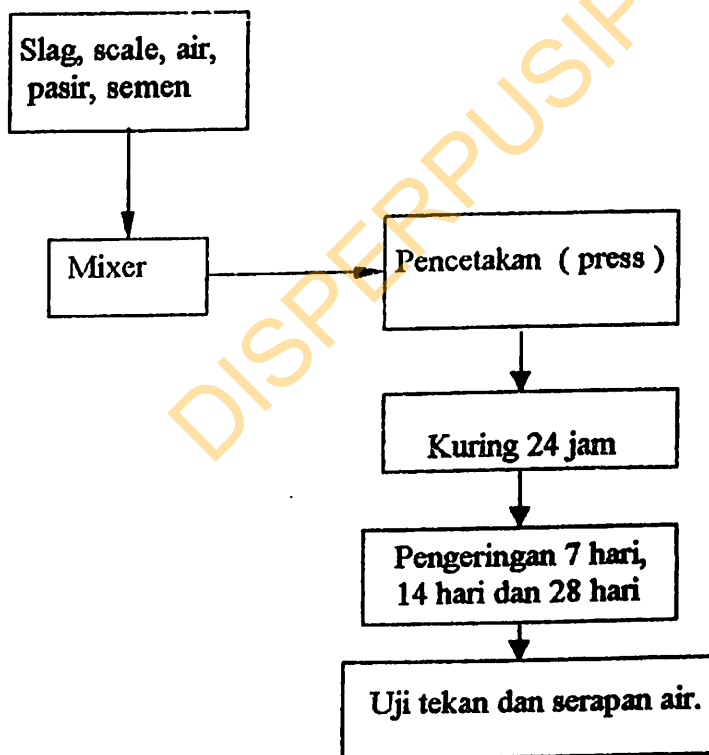 Slag, scale, air,
pasir, semen
Mixer
Pencetakan ( press )
Kuring 24 jam
Pengeringan 7 hari,
14 hari dan 28 hari
Uji tekan dan serapan air.
DISPERPUSIP